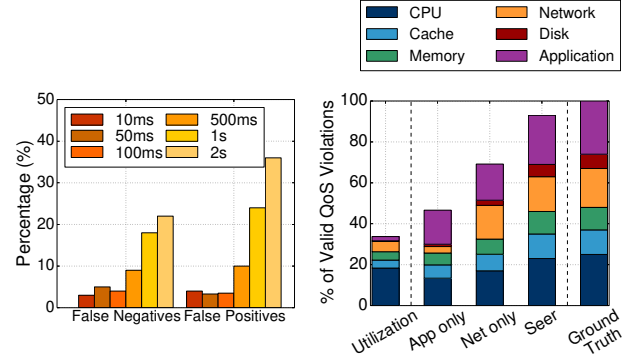 CPU
Cache
Memory
Network
Disk
Application
Percentage (%)
50
40
30
20
10
0
10ms
50ms
100ms
500ms
1s
2s
False Negatives
False Positives
% of Valid QoS Violations
100
80
60
40
20
0
Utilization
App only
Net only
Seer
Ground
Truth